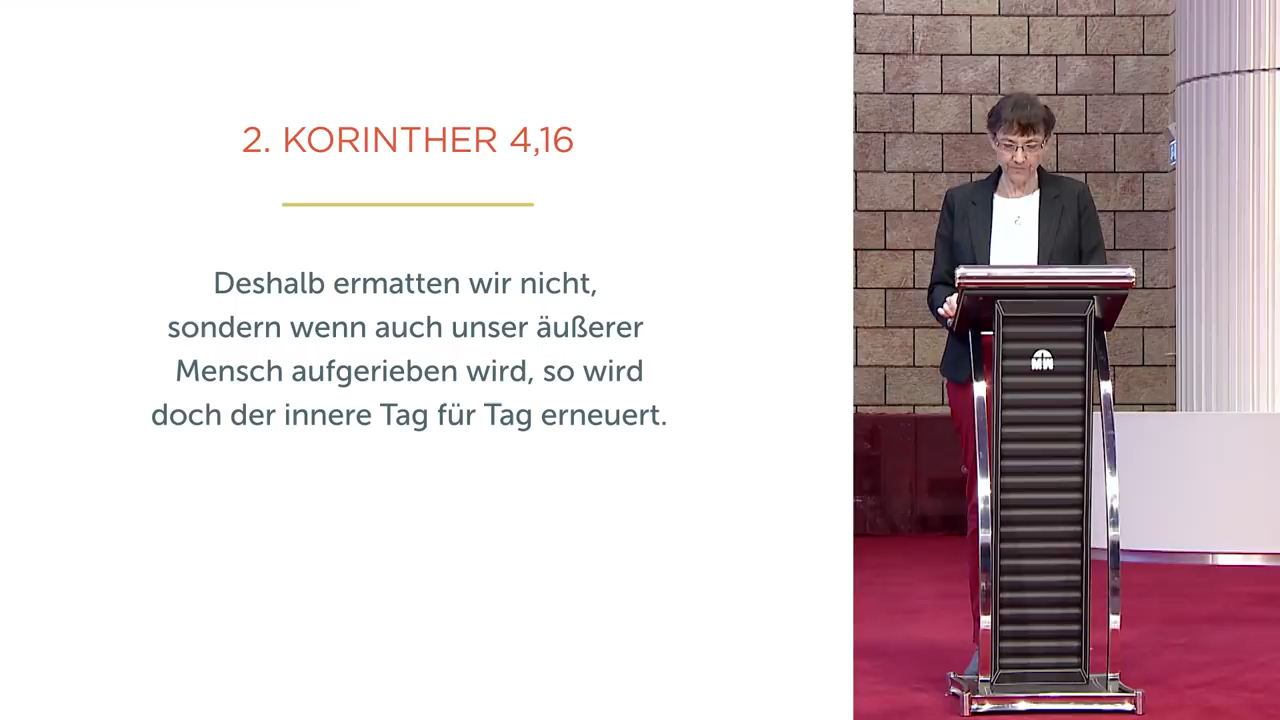 2. KORINTHER 4,16
Deshalb ermatten wir nicht,
sondern wenn auch unser äußerer
Mensch aufgerieben wird, so wird
doch der innere Tag für Tag erneuert.
MW